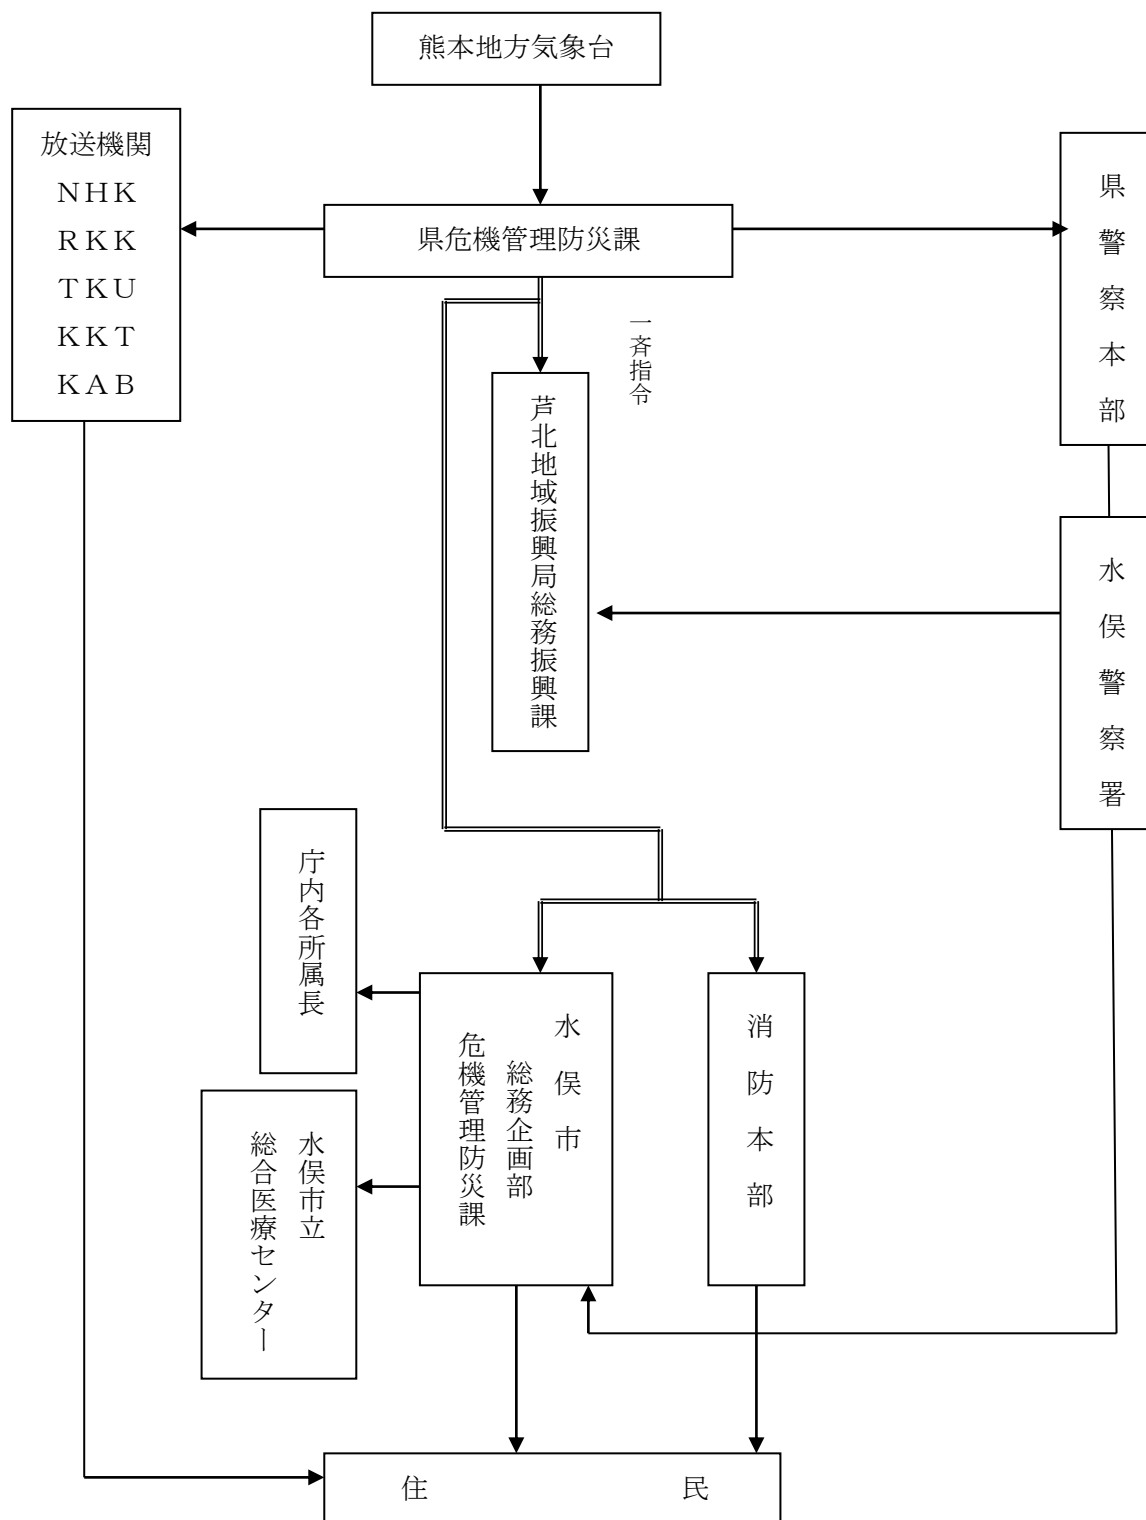 熊本地方気象台
放送機関
ＮＨＫ
ＲＫＫ
ＴＫＵ
ＫＫＴ
ＫＡＢ
県危機管理防災課
県警察本部
一斉指令
芦北地域振興局総務振興課
水俣警察署
庁内各所属長
水俣市
総務企画部
危機管理防災課
消防本部
水俣市立
総合医療センター
住民